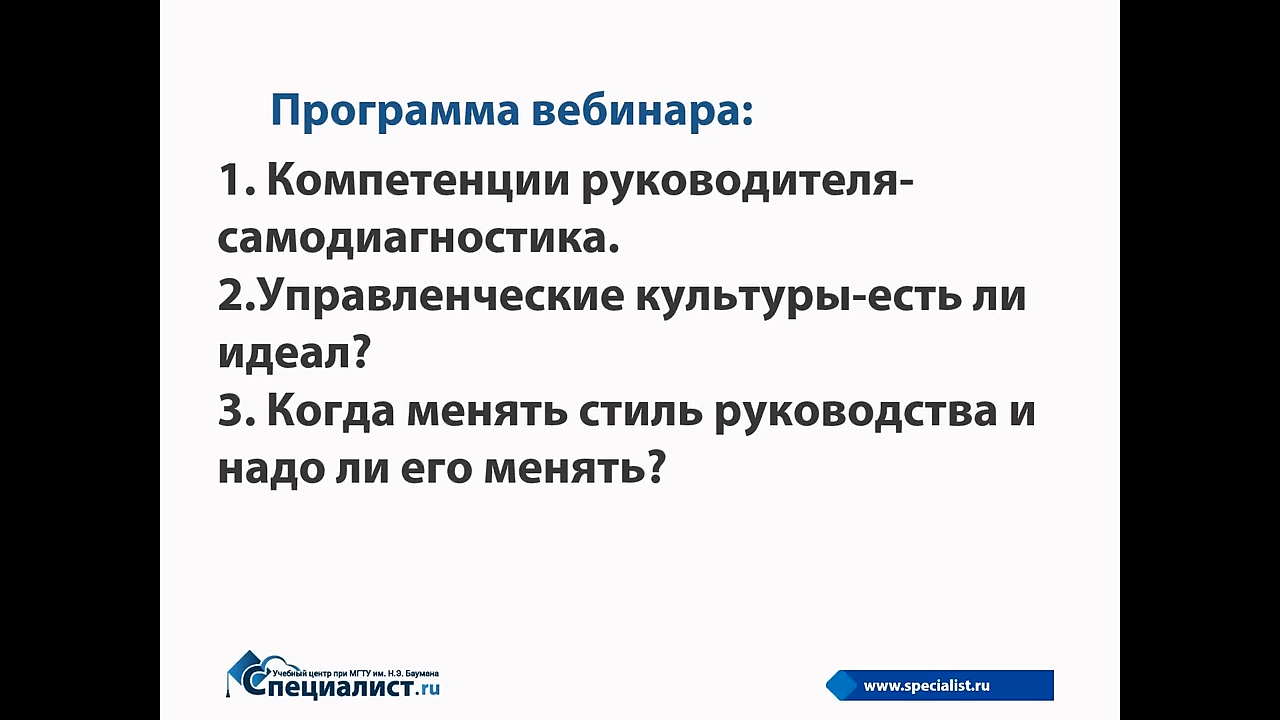 Программа вебинара:
1. Компетенции руководителя-
самодиагностика.
2.Управленческие культуры-есть ли
идеал?
3. Когда менять стиль руководства и
надо ли его менять?
Учебный центр при МГТУ им. Н.Э. Баумана
Специалист.ru
www.specialist.ru